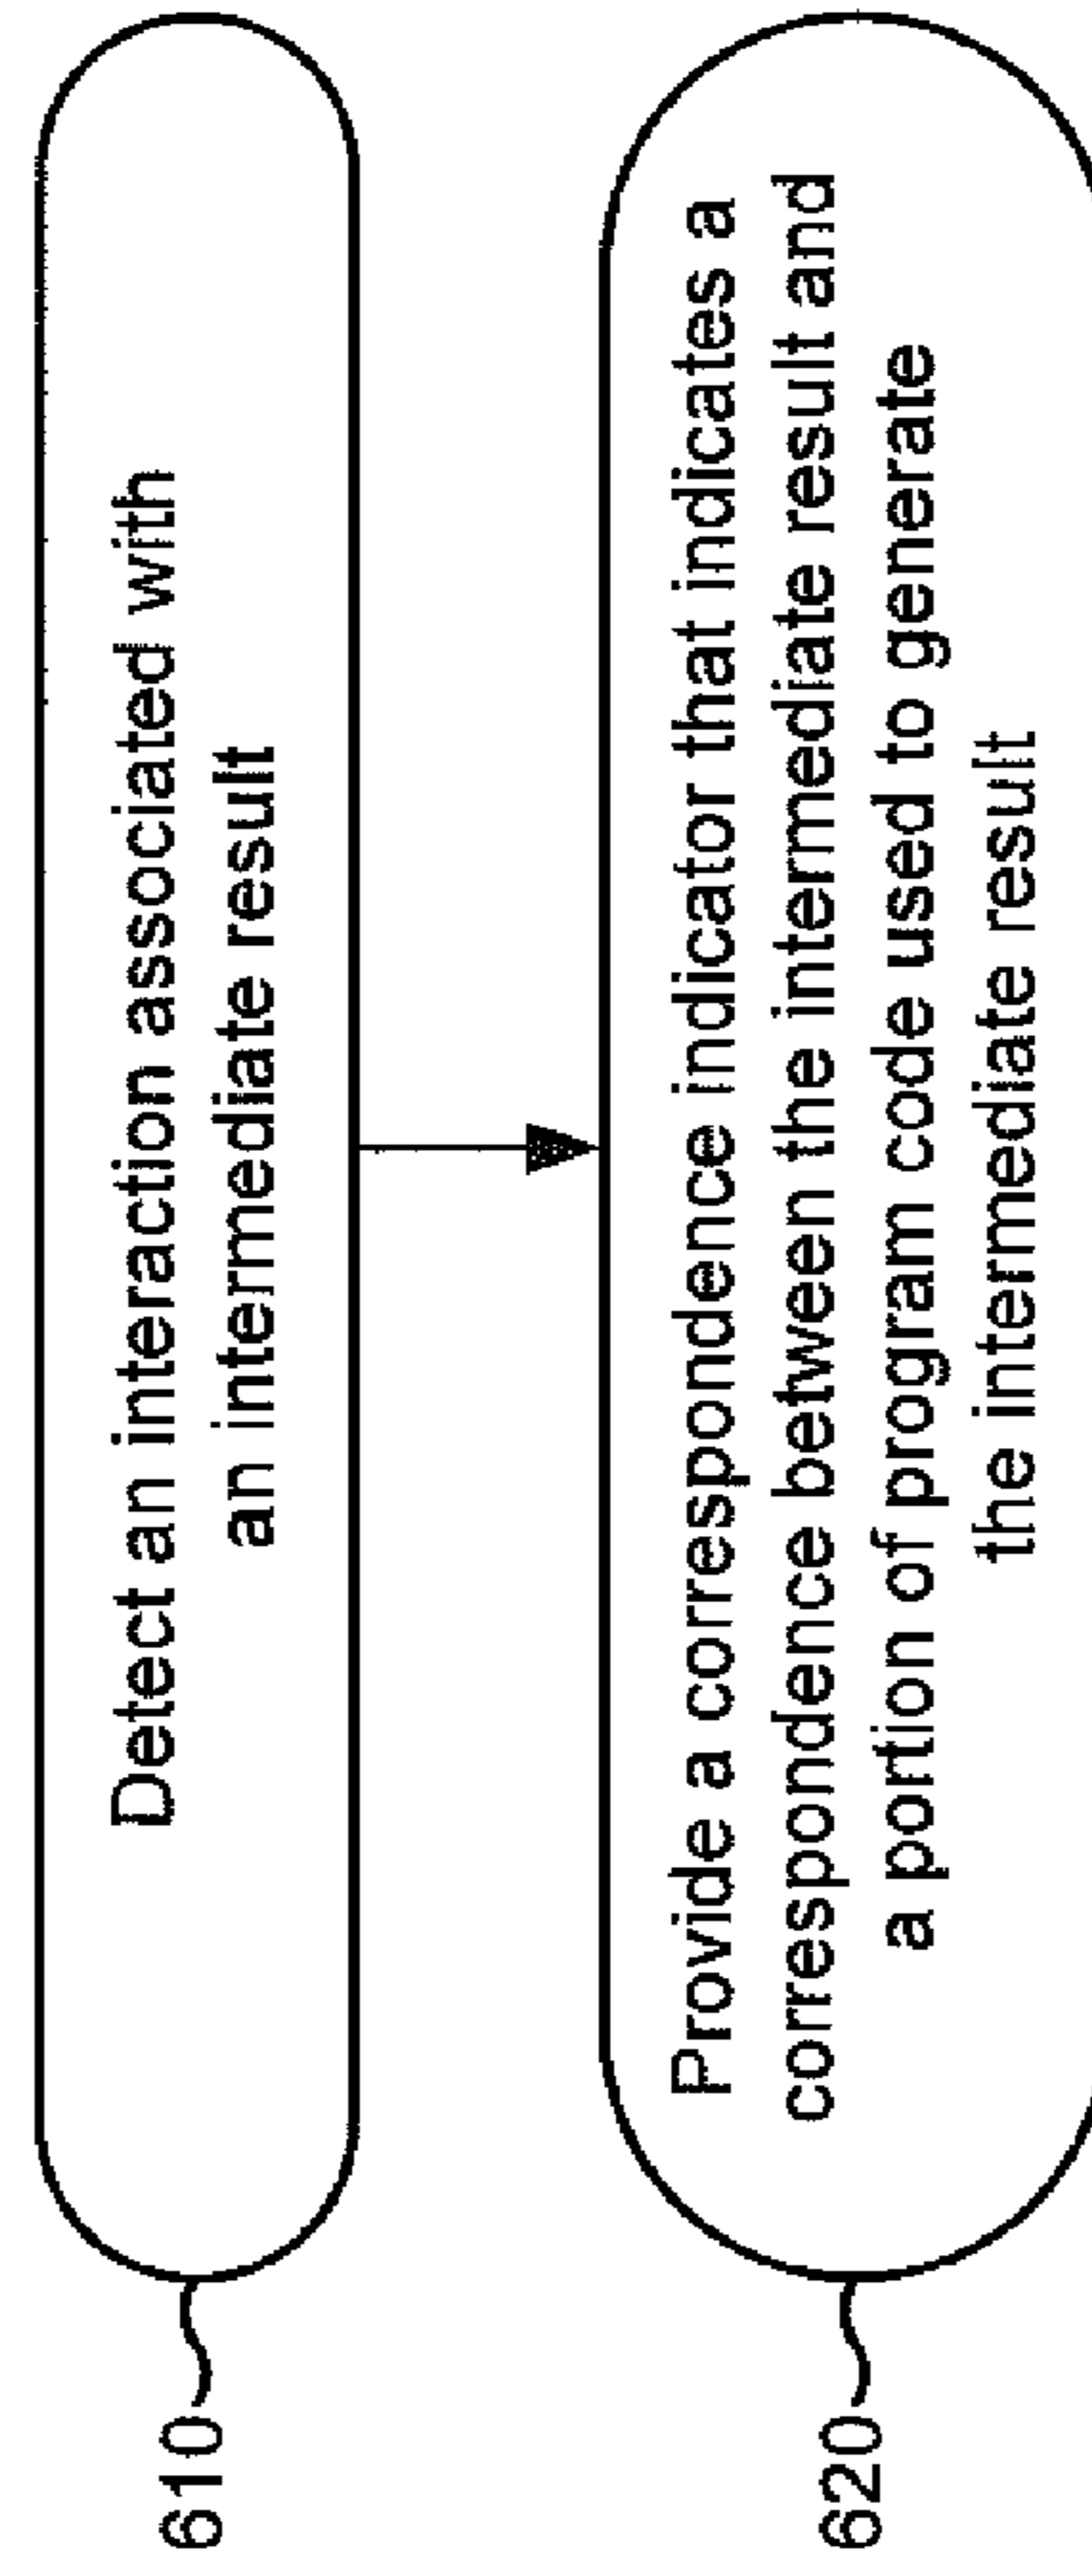 610
Detect an interaction associated with
an intermediate result
620
Provide a correspondence indicator that indicates a
correspondence between the intermediate result and
a portion of program code used to generate
the intermediate result